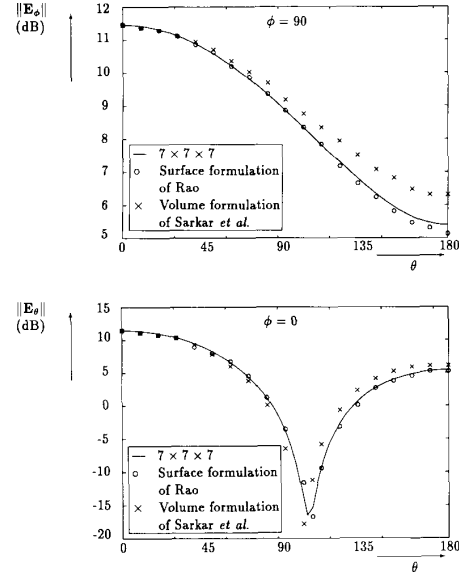 ‖E_ϕ‖
(dB)
ϕ = 90
12
11
10
9
8
7
6
5
— 7 × 7 × 7
o Surface formulation
of Rao
× Volume formulation
of Sarkar et al.
0 45 90 135 180
θ
‖E_θ‖
(dB)
ϕ = 0
15
10
5
0
-5
-10
-15
-20
— 7 × 7 × 7
o Surface formulation
of Rao
× Volume formulation
of Sarkar et al.
0 45 90 135 180
θ